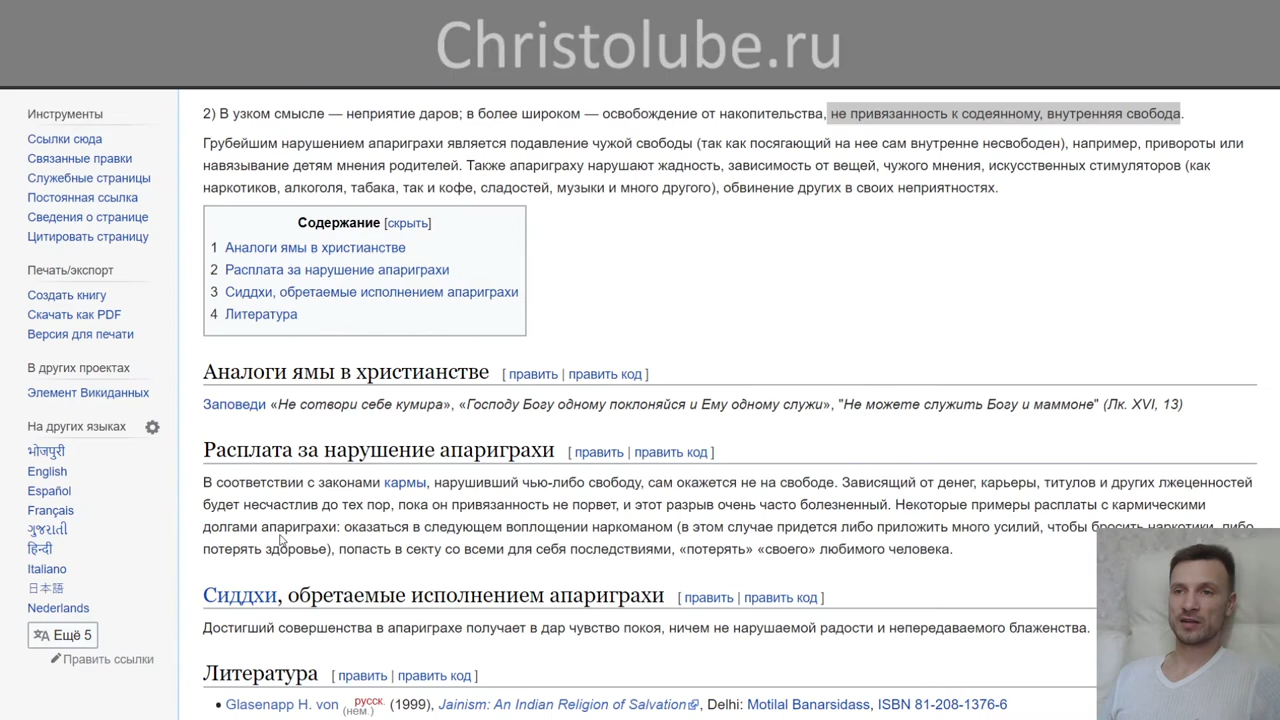 Christolube.ru
Инструменты
Ссылки сюда
Связанные правки
Служебные страницы
Постоянная ссылка
Сведения о странице
Цитировать страницу
Печать/экспорт
Создать книгу
Скачать как PDF
Версия для печати
В других проектах
Элемент Викиданных
На других языках
भोजपुरी
English
Español
Français
ગુજરાતી
हिन्दी
Italiano
日本語
Nederlands
Ещё 5
Править ссылки
2) В узком смысле — неприятие даров; в более широком — освобождение от накопительства, не привязанность к содеянному, внутренняя свобода.
Грубейшим нарушением апариграхи является подавление чужой свободы (так как посягающий на нее сам внутренне несвободен), например, привороты или
навязывание детям мнения родителей. Также апариграху нарушают жадность, зависимость от вещей, чужого мнения, искусственных стимуляторов (как
наркотиков, алкоголя, табака, так и кофе, сладостей, музыки и много другого), обвинение других в своих неприятностях.
Содержание [скрыть]
1 Аналоги ямы в христианстве
2 Расплата за нарушение апариграхи
3 Сиддхи, обретаемые исполнением апариграхи
4 Литература
Аналоги ямы в христианстве [ править | править код ]
Заповеди «Не сотвори себе кумира», «Господу Богу одному поклоняйся и Ему одному служи», "Не можете служить Богу и маммоне" (Лк. XVI, 13)
Расплата за нарушение апариграхи [ править | править код ]
В соответствии с законами кармы, нарушивший чью-либо свободу, сам окажется не на свободе. Зависящий от денег, карьеры, титулов и других лжеценностей
будет несчастлив до тех пор, пока он привязанность не порвет, и этот разрыв очень часто болезненный. Некоторые примеры расплаты с кармическими
долгами апариграхи: оказаться в следующем воплощении наркоманом (в этом случае придется либо приложить много усилий, чтобы бросить наркотики, либо
потерять здоровье), попасть в секту со всеми для себя последствиями, «потерять» «своего» любимого человека.
Сиддхи, обретаемые исполнением апариграхи [ править | править код ]
Достигший совершенства в апариграхе получает в дар чувство покоя, ничем не нарушаемой радости и непередаваемого блаженства.
Литература [ править | править код ]
• Glasenapp H. von русск. (нем.) (1999), Jainism: An Indian Religion of Salvation, Delhi: Motilal Banarsidass, ISBN 81-208-1376-6